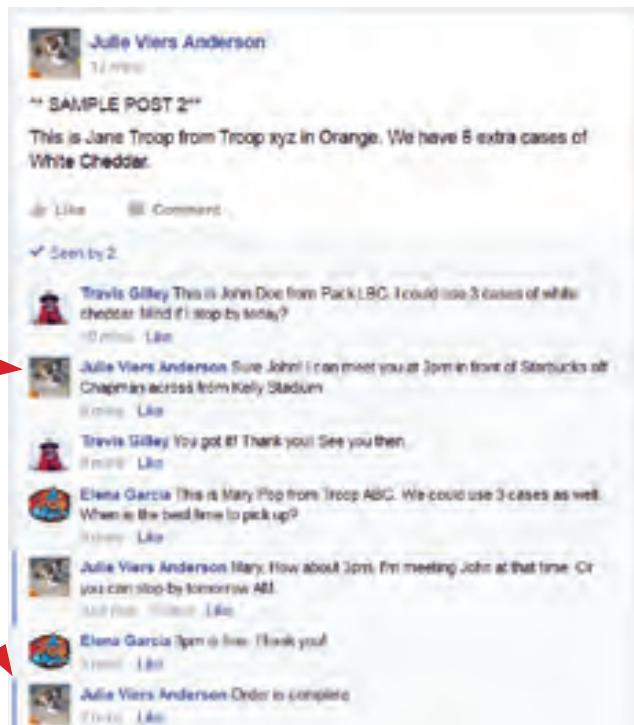 Julie Viers Anderson
12 mins
** SAMPLE POST 2**
This is Jane Troop from Troop xyz in Orange. We have 6 extra cases of
White Cheddar.
Like Comment
Seen by 2
Travis Gilley This is John Doe from Pack LBC. I could use 3 cases of white
cheddar. Mind if I stop by today?
10 mins Like
Julie Viers Anderson Sure John! I can meet you at 3pm in front of Starbucks off
Chapman across from Kelly Stadium
mins Like
Travis Gilley You got it! Thank you! See you then.
mins Like
Elena Garcia This is Mary Pop from Troop ABC. We could use 3 cases as well.
When is the best time to pick up?
mins Like
Julie Viers Anderson Mary, How about 3pm, I'm meeting John at that time. Or
you can stop by tomorrow AM.
Like
Elena Garcia 3pm is fine. Thank you!
Like
Julie Viers Anderson Order is complete
Like